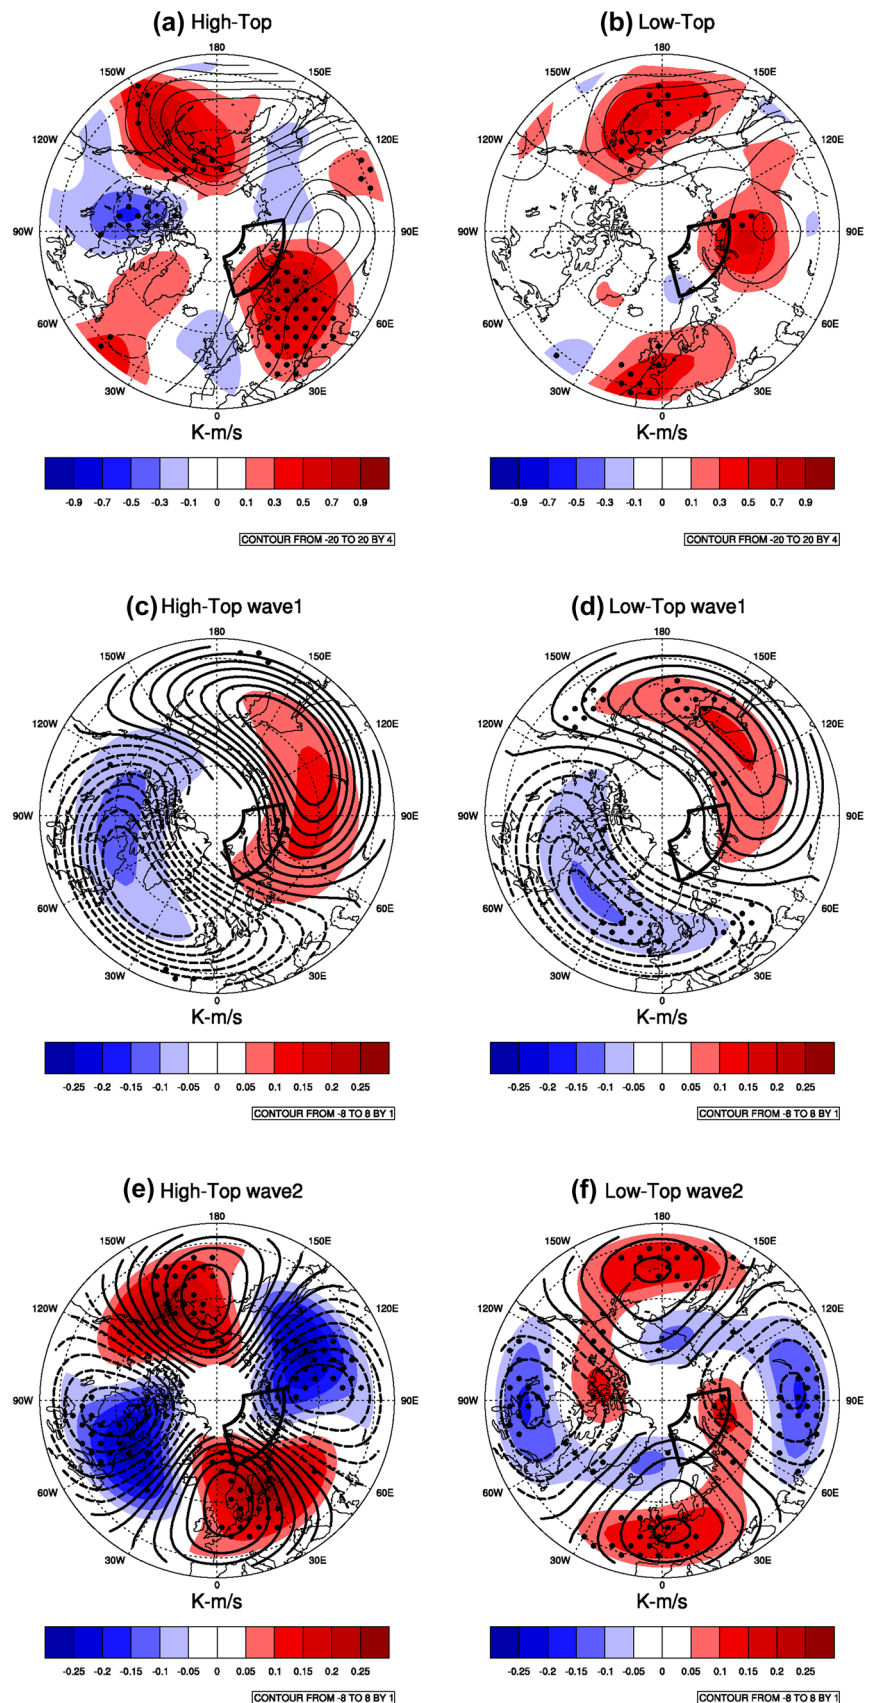 (a) High-Top (b) Low-Top
180 180
150W 150E 150W 150E
120W 120E 120W 120E
90W 90E 90W 90E
60W 60E 60W 60E
30W 30E 30W 30E
0 0
K-m/s K-m/s
-0.9 -0.7 -0.5 -0.3 -0.1 0 0.1 0.3 0.5 0.7 0.9 -0.9 -0.7 -0.5 -0.3 -0.1 0 0.1 0.3 0.5 0.7 0.9
CONTOUR FROM -20 TO 20 BY 4 CONTOUR FROM -20 TO 20 BY 4
(c) High-Top wave1 (d) Low-Top wave1
180 180
150W 150E 150W 150E
120W 120E 120W 120E
90W 90E 90W 90E
60W 60E 60W 60E
30W 30E 30W 30E
0 0
K-m/s K-m/s
-0.25 -0.2 -0.15 -0.1 -0.05 0 0.05 0.1 0.15 0.2 0.25 -0.25 -0.2 -0.15 -0.1 -0.05 0 0.05 0.1 0.15 0.2 0.25
CONTOUR FROM -8 TO 8 BY 1 CONTOUR FROM -8 TO 8 BY 1
(e) High-Top wave2 (f) Low-Top wave2
180 180
150W 150E 150W 150E
120W 120E 120W 120E
90W 90E 90W 90E
60W 60E 60W 60E
30W 30E 30W 30E
0 0
K-m/s K-m/s
-0.25 -0.2 -0.15 -0.1 -0.05 0 0.05 0.1 0.15 0.2 0.25 -0.25 -0.2 -0.15 -0.1 -0.05 0 0.05 0.1 0.15 0.2 0.25
CONTOUR FROM -8 TO 8 BY 1 CONTOUR FROM -8 TO 8 BY 1